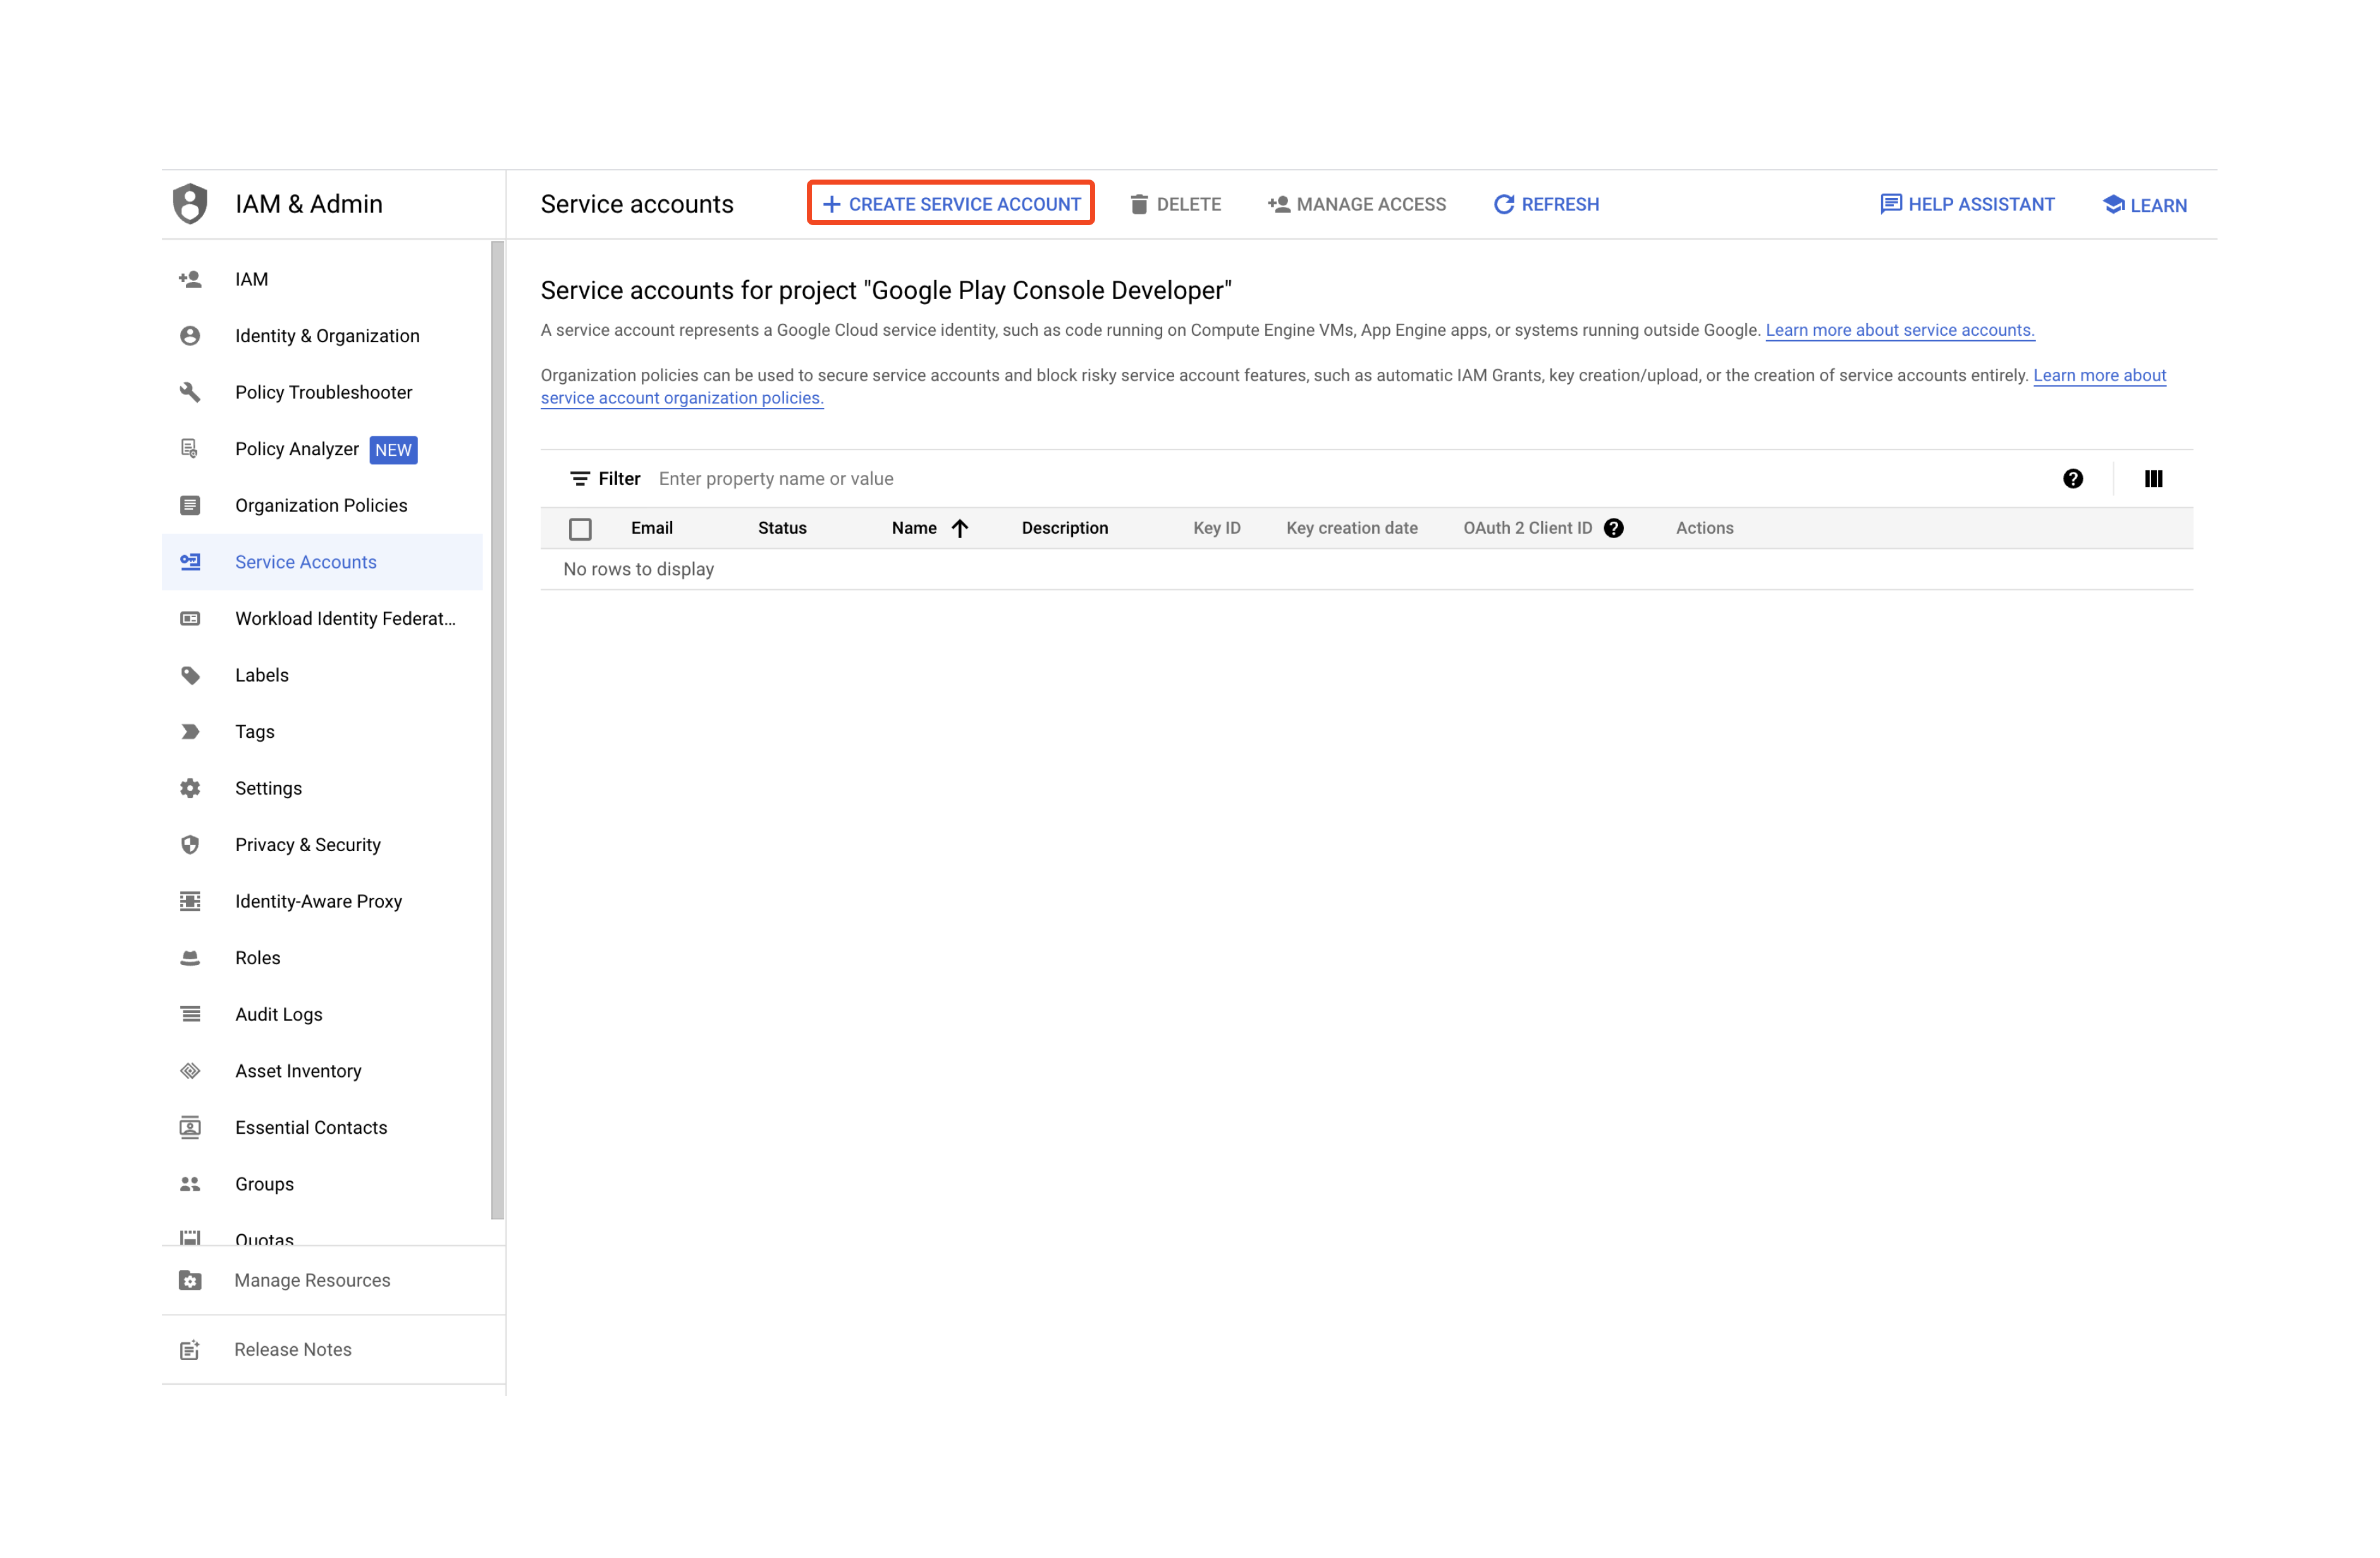 IAM & Admin
Service accounts
CREATE SERVICE ACCOUNT
DELETE
MANAGE ACCESS
REFRESH
HELP ASSISTANT
LEARN
IAM
Identity & Organization
Policy Troubleshooter
Policy Analyzer NEW
Organization Policies
Service Accounts
Workload Identity Federat...
Labels
Tags
Settings
Privacy & Security
Identity-Aware Proxy
Roles
Audit Logs
Asset Inventory
Essential Contacts
Groups
Quotas
Manage Resources
Release Notes
Service accounts for project "Google Play Console Developer"
A service account represents a Google Cloud service identity, such as code running on Compute Engine VMs, App Engine apps, or systems running outside Google. Learn more about service accounts.
Organization policies can be used to secure service accounts and block risky service account features, such as automatic IAM Grants, key creation/upload, or the creation of service accounts entirely. Learn more about
service account organization policies.
Filter Enter property name or value
Email Status Name Description Key ID Key creation date OAuth 2 Client ID Actions
No rows to display